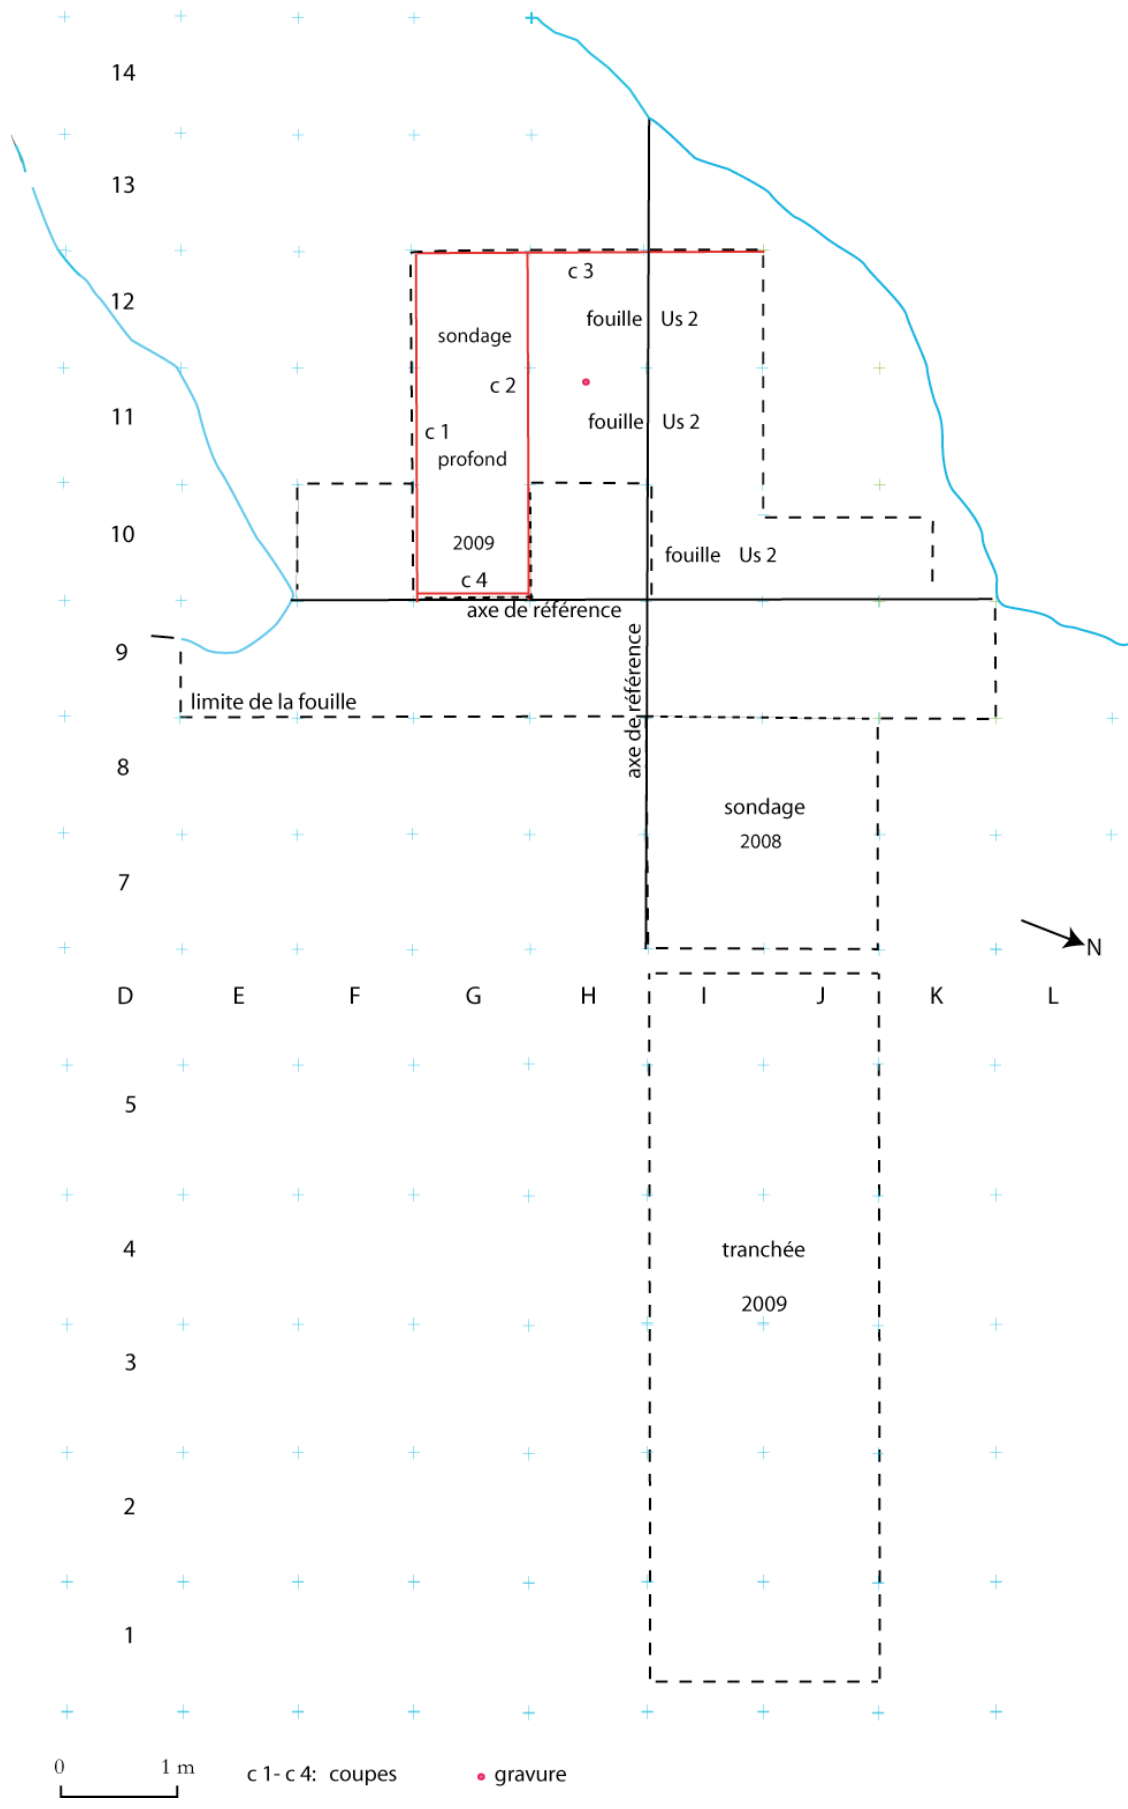 14
13
c 3
12
fouille Us 2
sondage
c 2
11
fouille Us 2
c 1
profond
10
2009
fouille Us 2
c 4
axe de référence
9
axe de référence
limite de la fouille
8
sondage
2008
7
N
D E F G H I J K L
5
4
tranchée
2009
3
2
1
0 1 m
c 1- c 4: coupes
gravure